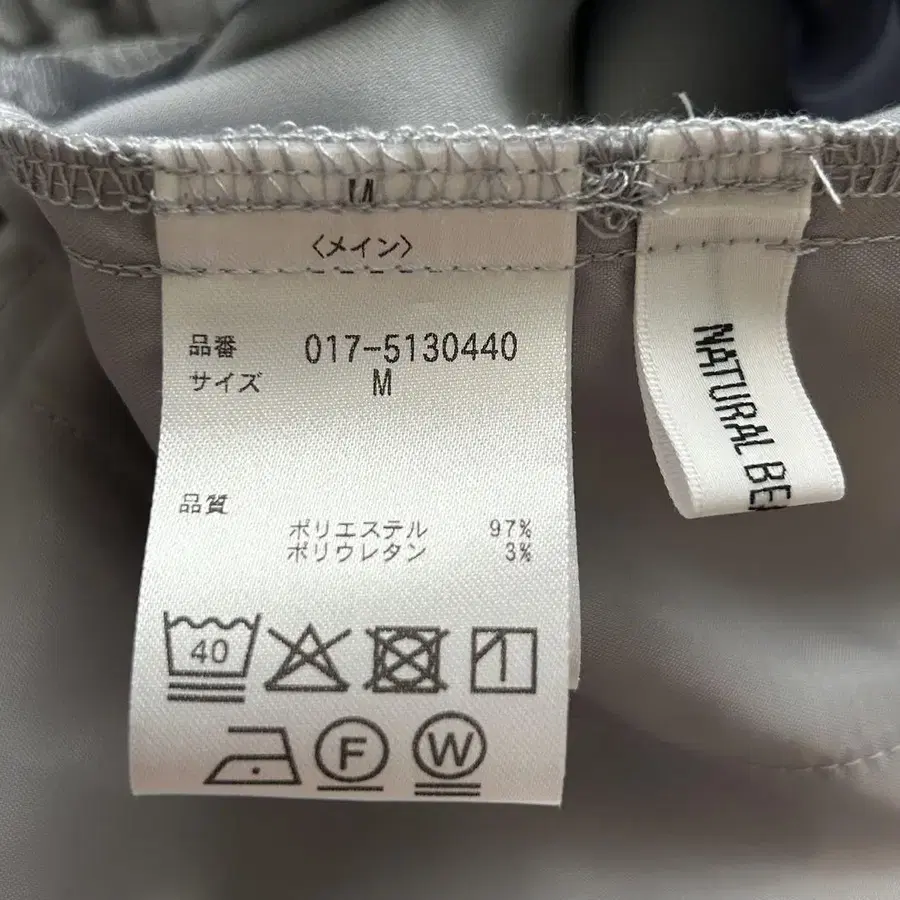 〈メイン〉
品番 017-5130440
サイズ M
品質
ポリエステル 97%
ポリウレタン 3%
40
F
W
NATURAL